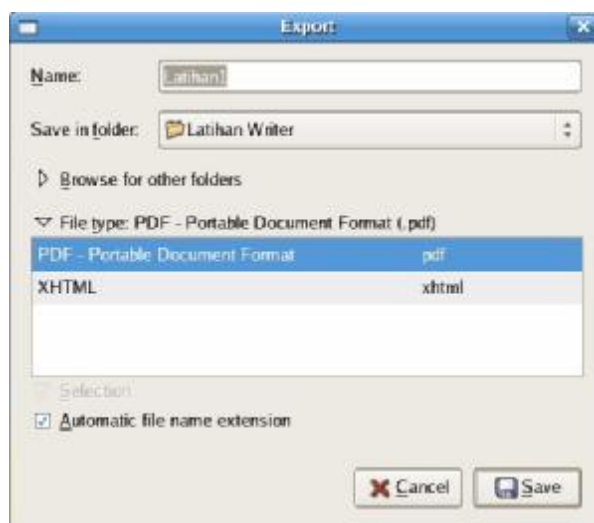 Export
Name: Latihan1
Save in folder: Latihan Writer
Browse for other folders
File type: PDF - Portable Document Format (.pdf)
PDF - Portable Document Format pdf
XHTML xhtml
Selection
Automatic file name extension
Cancel Save